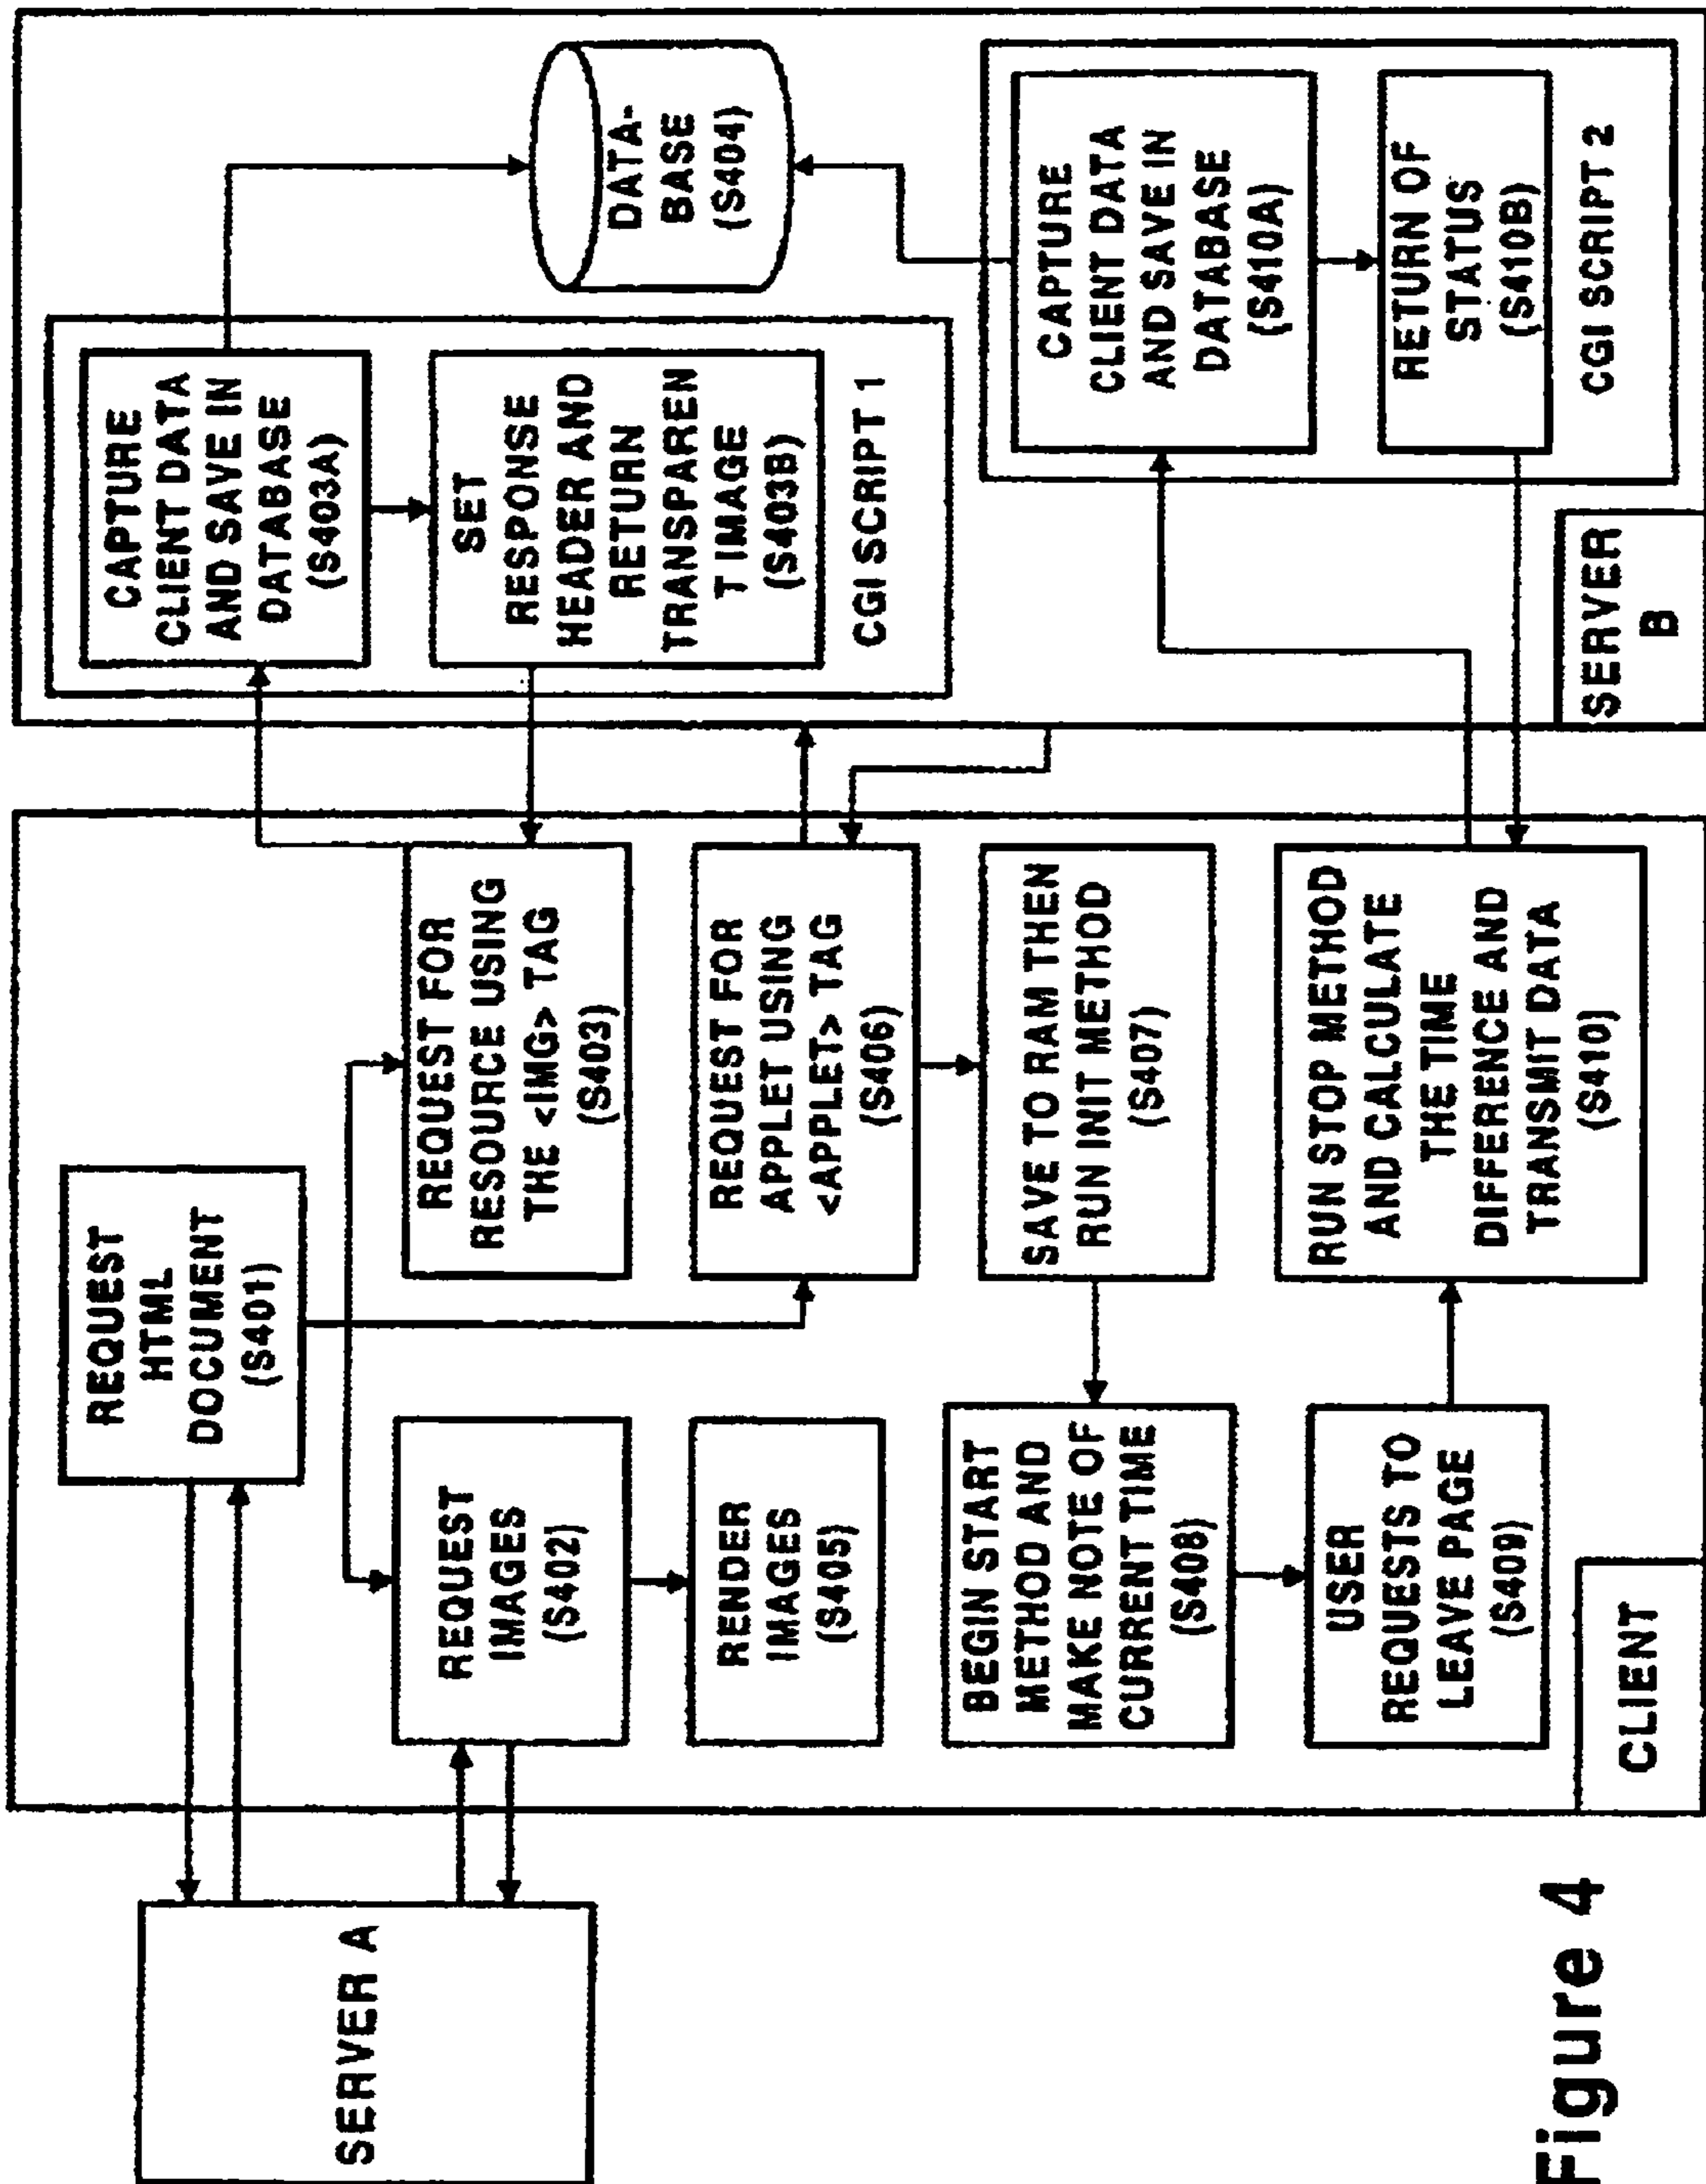 SERVER A
REQUEST
HTML
DOCUMENT
(S401)
REQUEST
IMAGES
(S402)
RENDER
IMAGES
(S405)
REQUEST FOR
RESOURCE USING
THE <IMG> TAG
(S403)
REQUEST FOR
APPLET USING
<APPLET> TAG
(S406)
SAVE TO RAM THEN
RUN INIT METHOD
(S407)
BEGIN START
METHOD AND
MAKE NOTE OF
CURRENT TIME
(S408)
USER
REQUESTS TO
LEAVE PAGE
(S409)
RUN STOP METHOD
AND CALCULATE
THE TIME
DIFFERENCE AND
TRANSMIT DATA
(S410)
CLIENT
CAPTURE
CLIENT DATA
AND SAVE IN
DATABASE
(S403A)
SET
RESPONSE
HEADER AND
RETURN
TRANSPAREN
T IMAGE
(S403B)
CGI SCRIPT 1
DATA-
BASE
(S404)
CAPTURE
CLIENT DATA
AND SAVE IN
DATABASE
(S410A)
RETURN OF
STATUS
(S410B)
CGI SCRIPT 2
SERVER
B
Figure 4